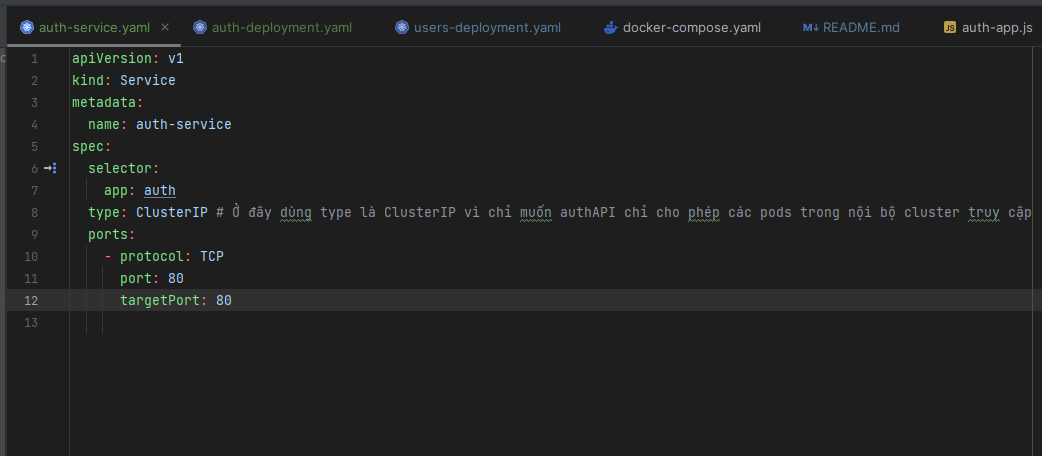 auth-service.yaml auth-deployment.yaml users-deployment.yaml docker-compose.yaml M↓ README.md JS auth-app.js
1 apiVersion: v1
2 kind: Service
3 metadata:
4 name: auth-service
5 spec:
6 selector:
7 app: auth
8 type: ClusterIP # Ở đây dùng type là ClusterIP vì chỉ muốn authAPI chỉ cho phép các pods trong nội bộ cluster truy cập
9 ports:
10 - protocol: TCP
11 port: 80
12 targetPort: 80
13